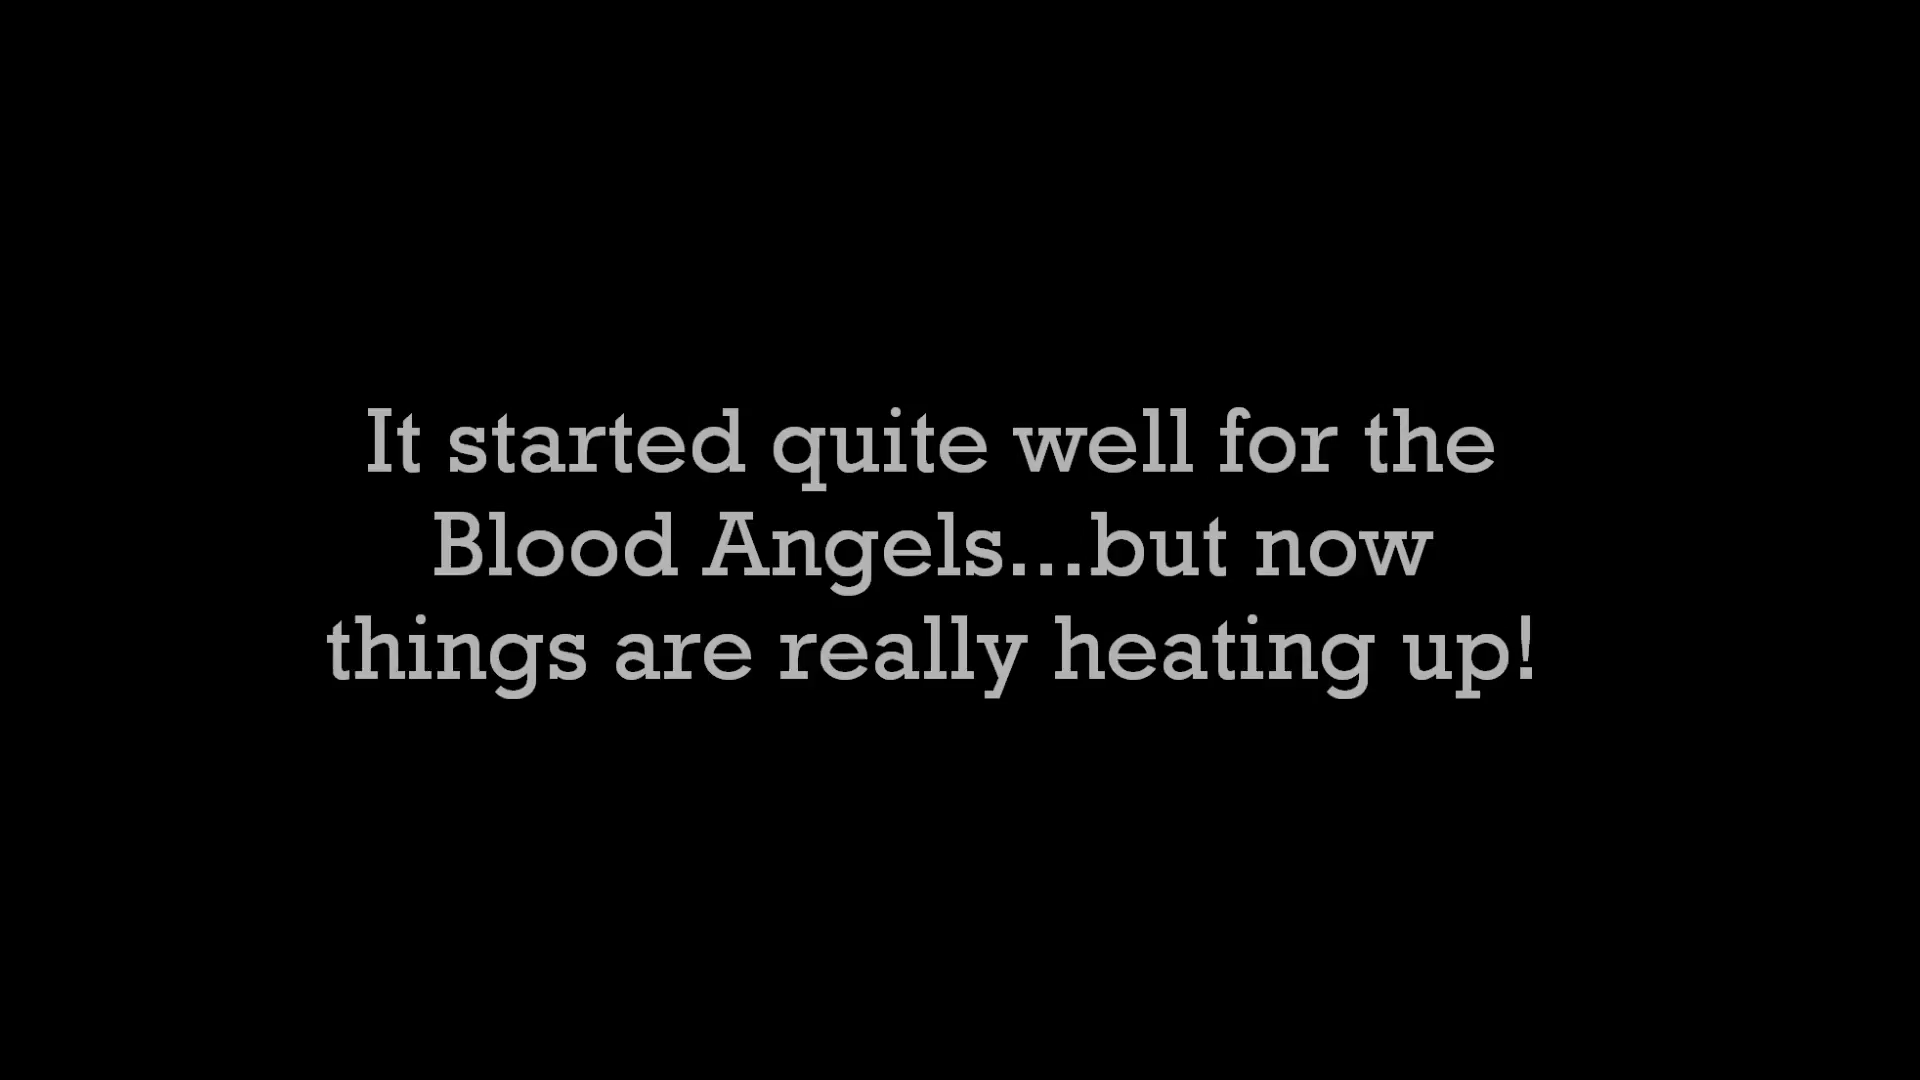 It started quite well for the
Blood Angels...but now
things are really heating up!